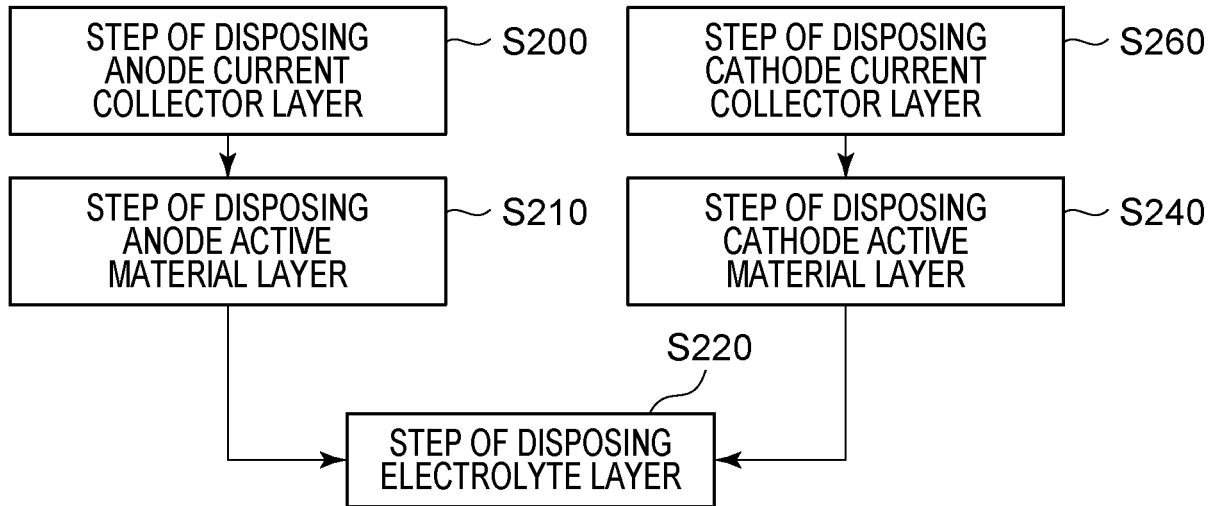 STEP OF DISPOSING
ANODE CURRENT
COLLECTOR LAYER
S200
STEP OF DISPOSING
CATHODE CURRENT
COLLECTOR LAYER
S260
STEP OF DISPOSING
ANODE ACTIVE
MATERIAL LAYER
S210
STEP OF DISPOSING
CATHODE ACTIVE
MATERIAL LAYER
S240
S220
STEP OF DISPOSING
ELECTROLYTE LAYER